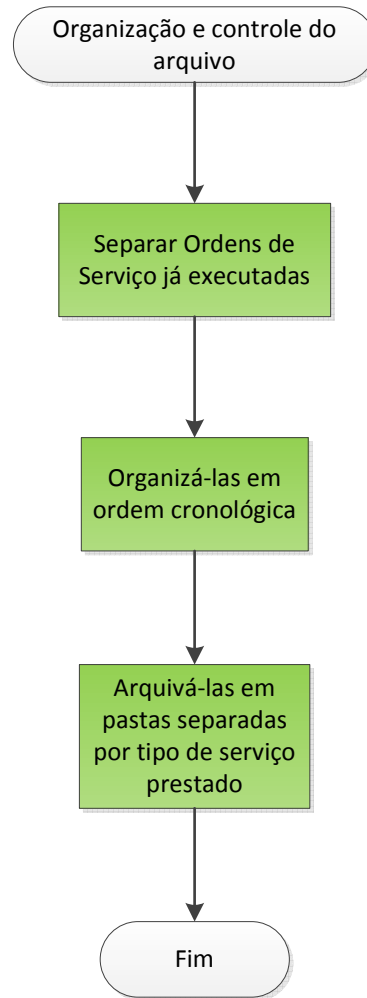 Organização e controle do
arquivo
Separar Ordens de
Serviço já executadas
Organizá-las em
ordem cronológica
Arquivá-las em
pastas separadas
por tipo de serviço
prestado
Fim